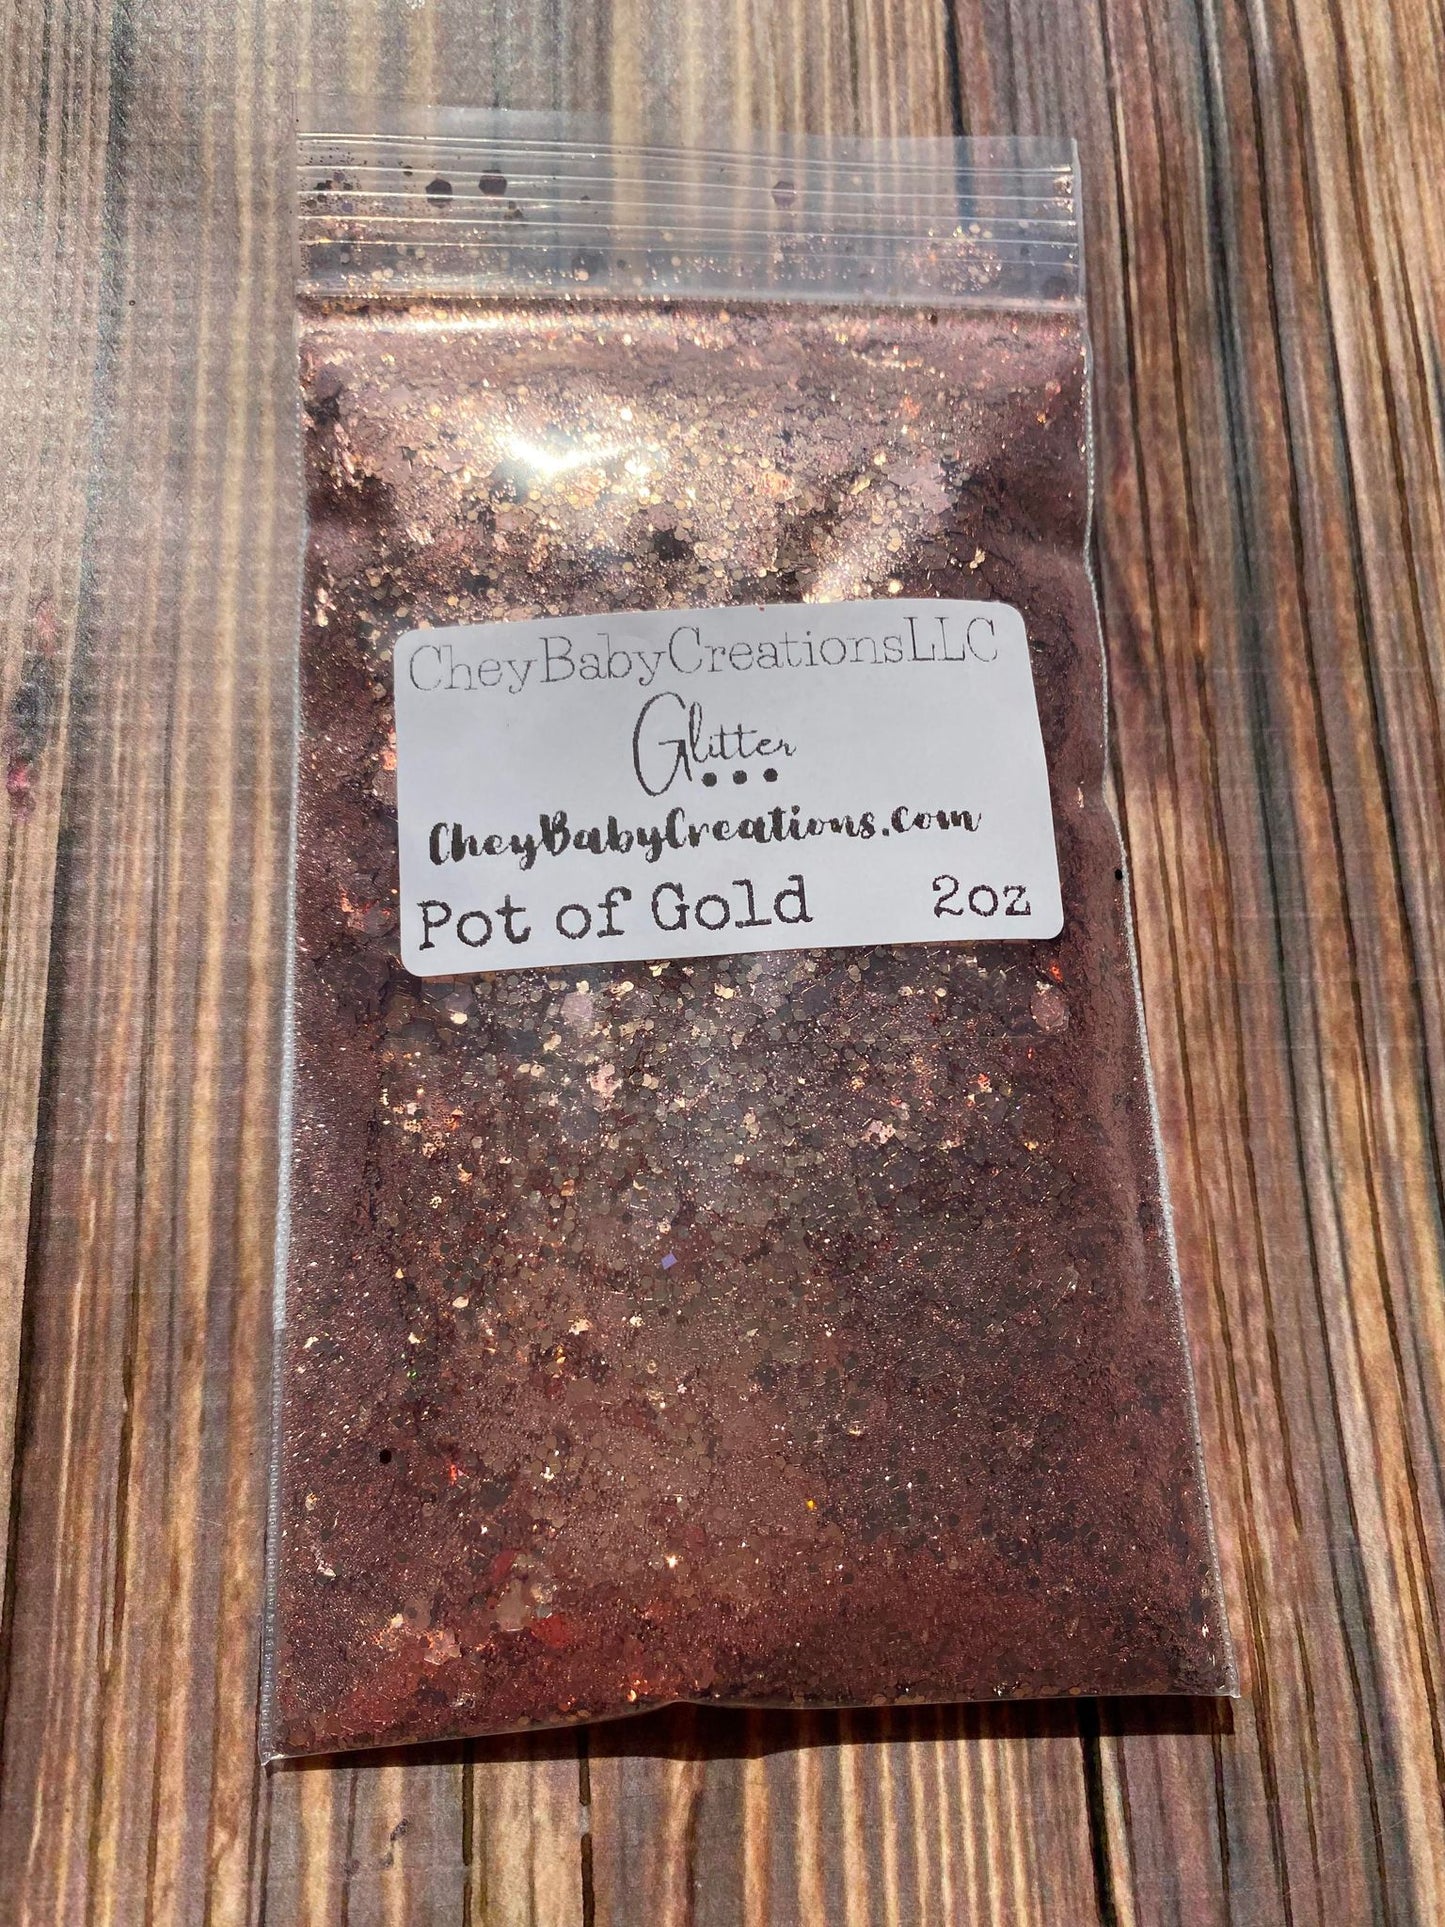 CheyBabyCreationsLLC
Glitter
CheyBabyCreations.com
Pot of Gold 2oz